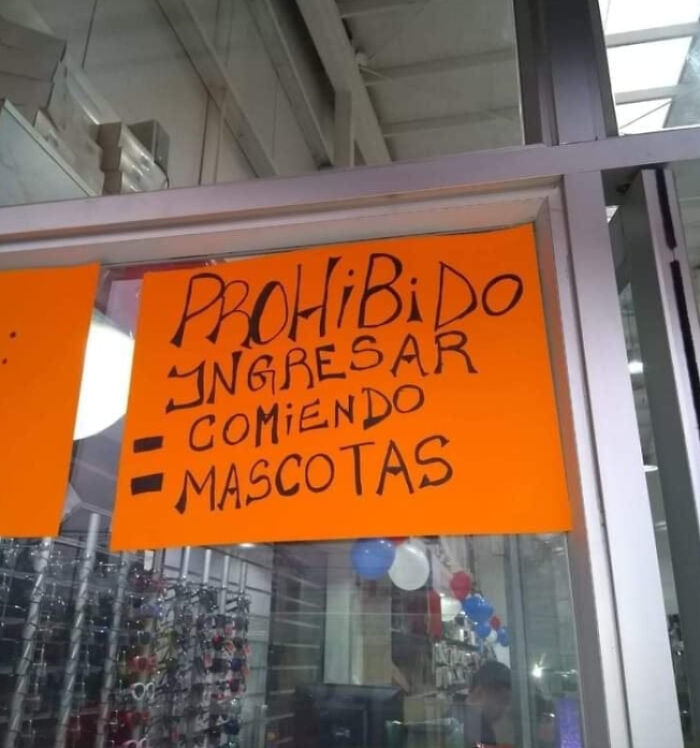 PROHiBiDO
INGRESAR
- COMiENDO
- MASCOTAS